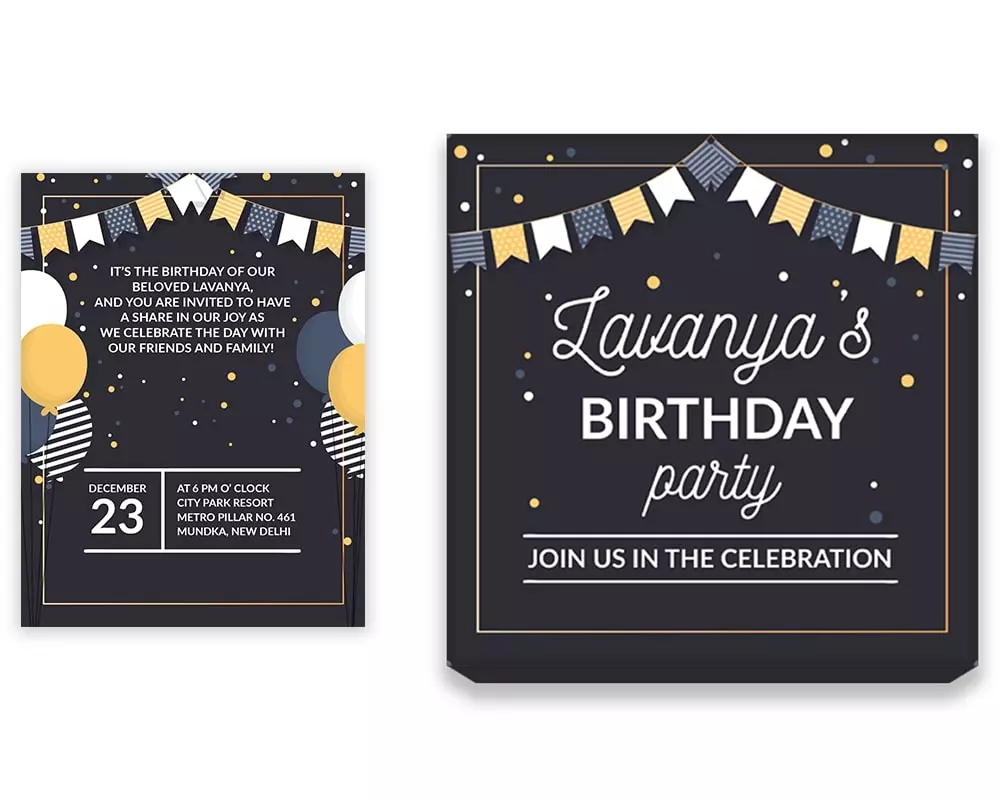 IT'S THE BIRTHDAY OF OUR
BELOVED LAVANYA,
AND YOU ARE INVITED TO HAVE
A SHARE IN OUR JOY AS
WE CELEBRATE THE DAY WITH
OUR FRIENDS AND FAMILY!
DECEMBER
23
AT 6 PM O' CLOCK
CITY PARK RESORT
METRO PILLAR NO. 461
MUNDKA, NEW DELHI
Lavanya's
BIRTHDAY
party
JOIN US IN THE CELEBRATION